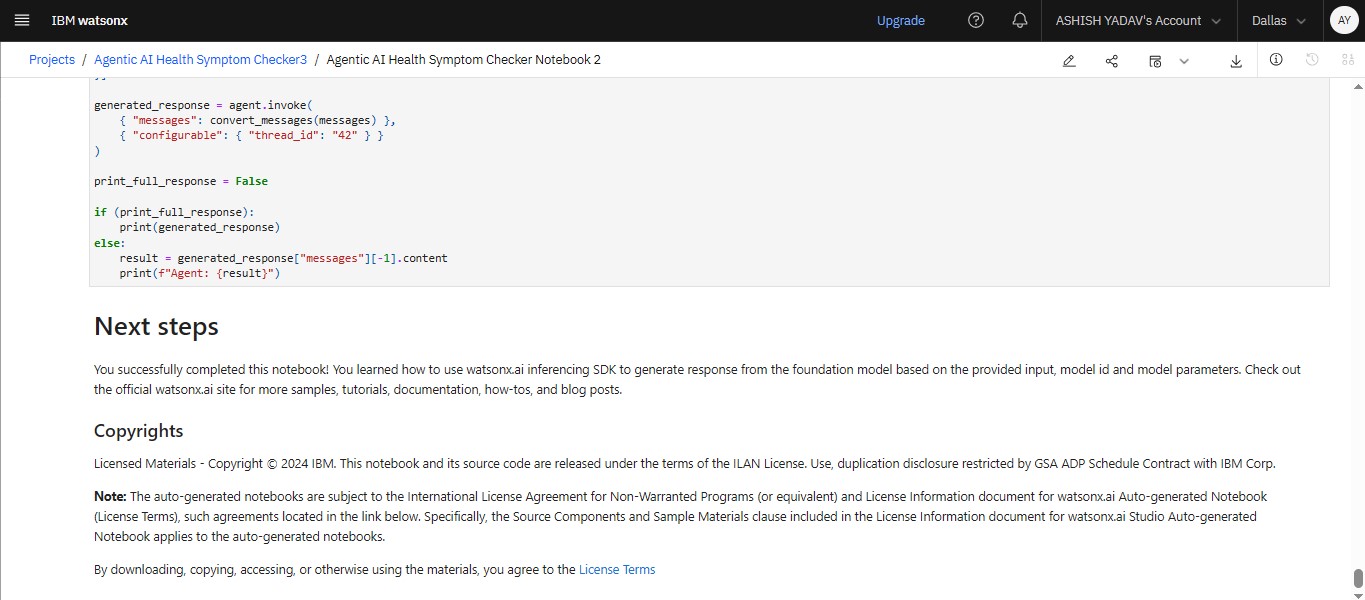 IBM watsonx
Upgrade
ASHISH YADAV's Account
Dallas
AY
Projects / Agentic AI Health Symptom Checker3 / Agentic AI Health Symptom Checker Notebook 2
generated_response = agent.invoke(
    { "messages": convert_messages(messages) },
    { "configurable": { "thread_id": "42" } }
)
print_full_response = False
if (print_full_response):
    print(generated_response)
else:
    result = generated_response["messages"][-1].content
    print(f"Agent: {result}")
Next steps
You successfully completed this notebook! You learned how to use watsonx.ai inferencing SDK to generate response from the foundation model based on the provided input, model id and model parameters. Check out
the official watsonx.ai site for more samples, tutorials, documentation, how-tos, and blog posts.
Copyrights
Licensed Materials - Copyright © 2024 IBM. This notebook and its source code are released under the terms of the ILAN License. Use, duplication disclosure restricted by GSA ADP Schedule Contract with IBM Corp.
Note: The auto-generated notebooks are subject to the International License Agreement for Non-Warranted Programs (or equivalent) and License Information document for watsonx.ai Auto-generated Notebook
(License Terms), such agreements located in the link below. Specifically, the Source Components and Sample Materials clause included in the License Information document for watsonx.ai Studio Auto-generated
Notebook applies to the auto-generated notebooks.
By downloading, copying, accessing, or otherwise using the materials, you agree to the License Terms